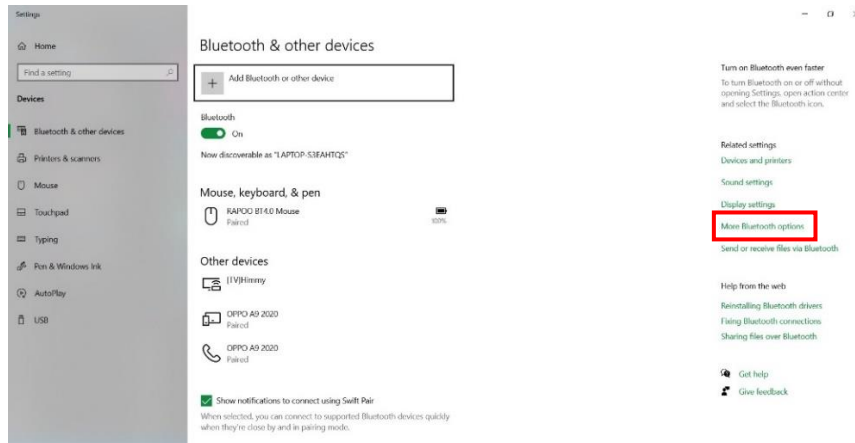 Settings
Home
Find a setting
Devices
Bluetooth & other devices
Printers & scanners
Mouse
Touchpad
Typing
Pen & Windows Ink
AutoPlay
USB
Bluetooth & other devices
Add Bluetooth or other device
Bluetooth
On
Now discoverable as "LAPTOP-S3EAHTQS"
Mouse, keyboard, & pen
RAPOO BT4.0 Mouse
Paired
100%
Other devices
[TV]Himmy
OPPO A9 2020
Paired
OPPO A9 2020
Paired
Show notifications to connect using Swift Pair
When selected, you can connect to supported Bluetooth devices quickly
when they're close by and in pairing mode.
Turn on Bluetooth even faster
To turn Bluetooth on or off without
opening Settings, open action center
and select the Bluetooth icon.
Related settings
Devices and printers
Sound settings
Display settings
More Bluetooth options
Send or receive files via Bluetooth
Help from the web
Reinstalling Bluetooth drivers
Fixing Bluetooth connections
Sharing files over Bluetooth
Get help
Give feedback